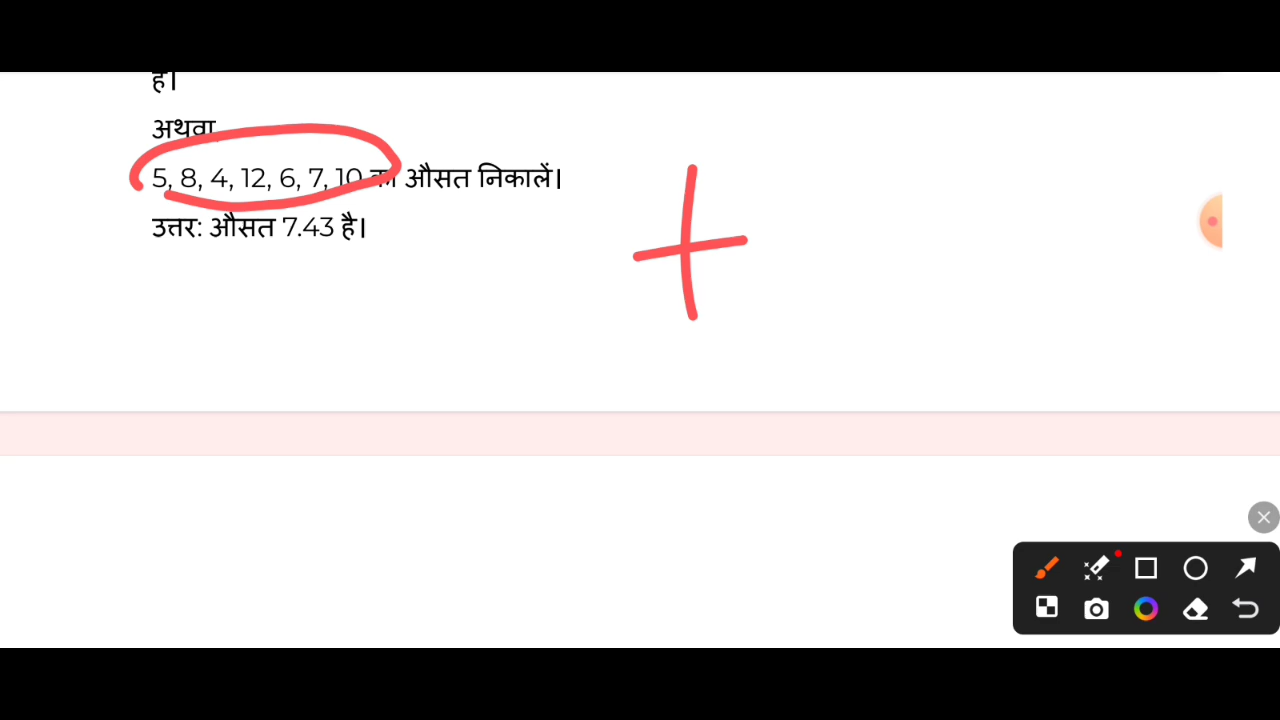 है।
अथवा
5, 8, 4, 12, 6, 7, 10 का औसत निकालें।
उत्तर: औसत 7.43 है।